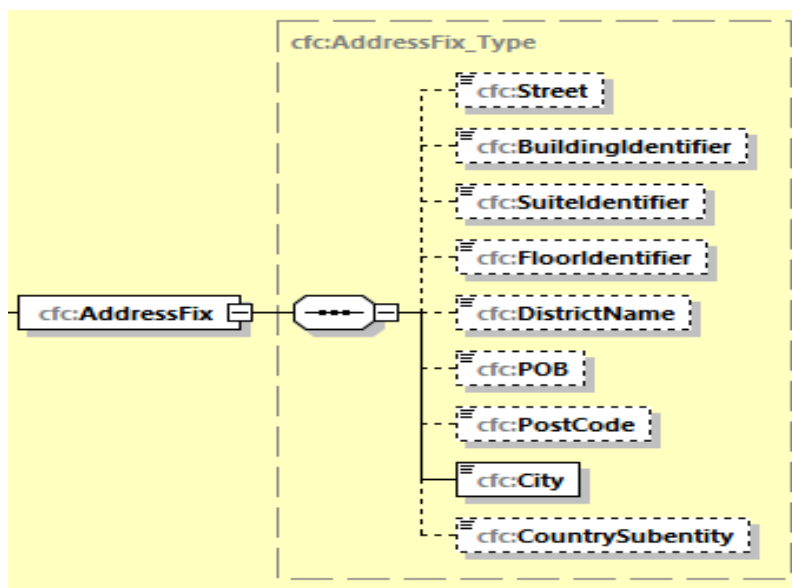 cfc:AddressFix_Type
cfc:Street
cfc:BuildingIdentifier
cfc:SuiteIdentifier
cfc:FloorIdentifier
cfc:AddressFix
cfc:DistrictName
cfc:POB
cfc:PostCode
cfc:City
cfc:CountrySubentity